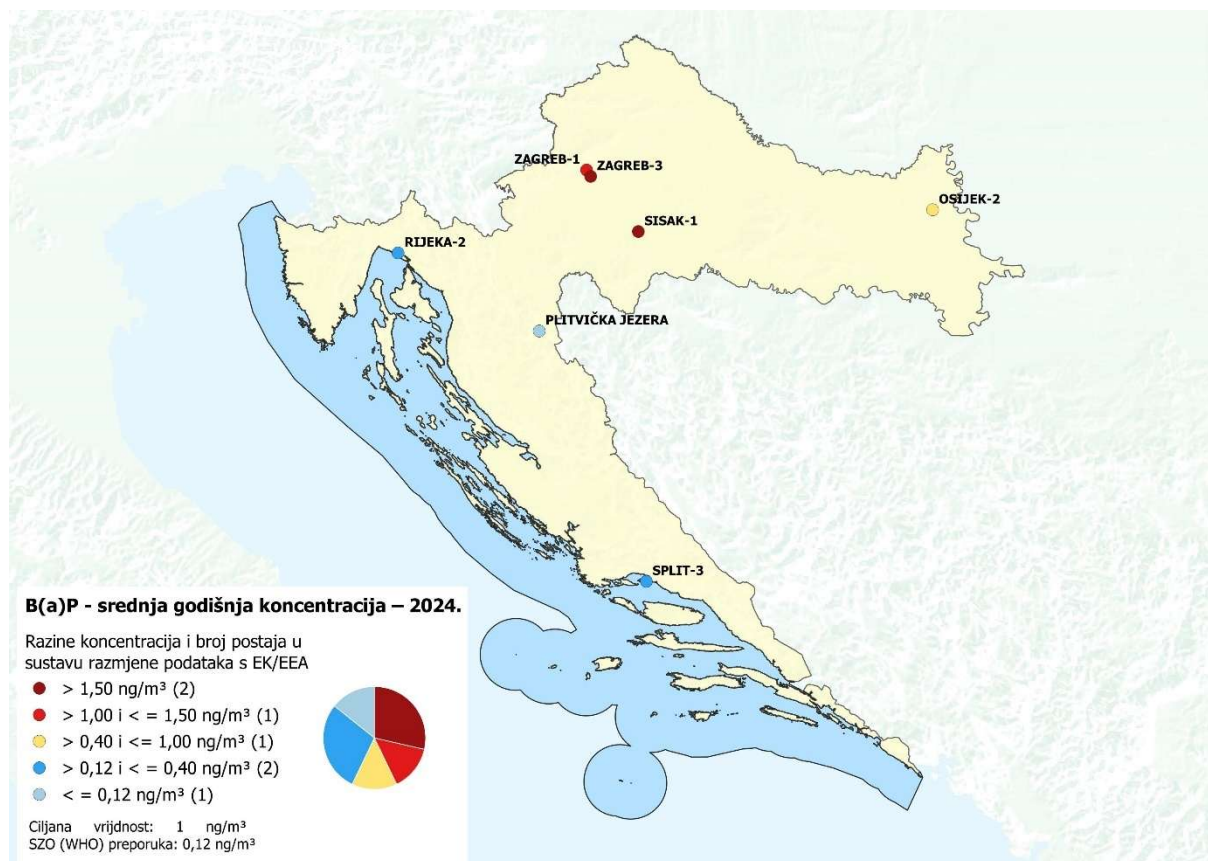 ZAGREB-1
ZAGREB-3
OSIJEK-2
SISAK-1
RIJEKA-2
PLITVIČKA JEZERA
SPLIT-3
B(a)P - srednja godišnja koncentracija – 2024.
Razine koncentracija i broj postaja u
sustavu razmjene podataka s EK/EEA
> 1,50 ng/m³ (2)
> 1,00 i < = 1,50 ng/m³ (1)
> 0,40 i <= 1,00 ng/m³ (1)
> 0,12 i < = 0,40 ng/m³ (2)
< = 0,12 ng/m³ (1)
Ciljana vrijednost: 1 ng/m³
SZO (WHO) preporuka: 0,12 ng/m³